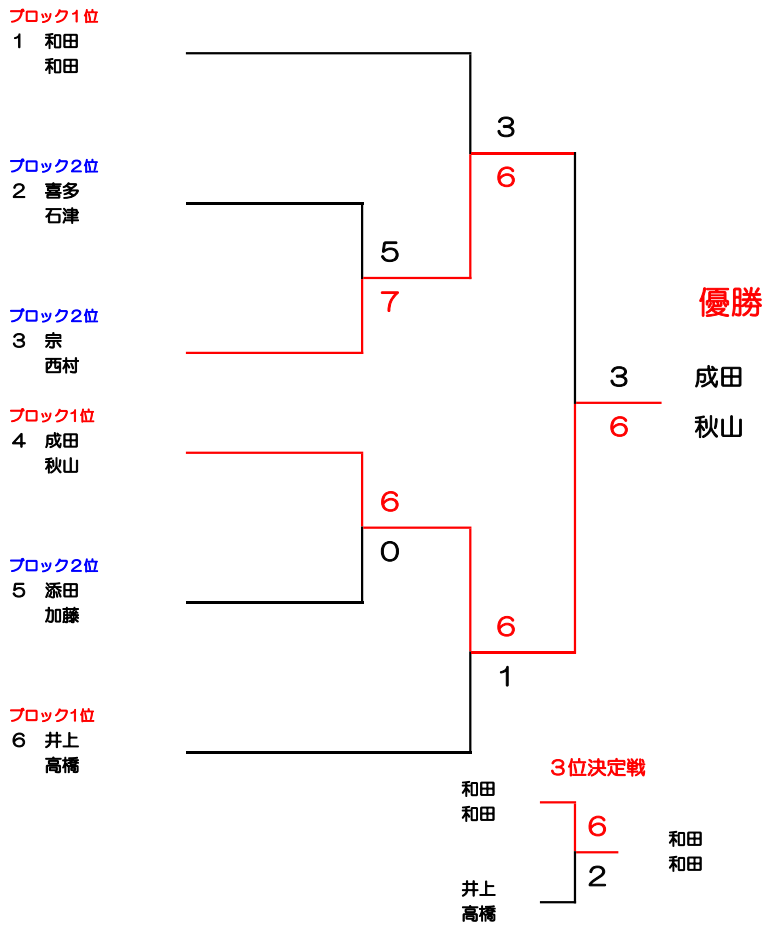 ブロック１位
１　和田
和田
３
６
ブロック２位
２　喜多
石津
５
７
ブロック２位
３　宗
西村
優勝
３
６
成田
秋山
ブロック1位
４　成田
秋山
６
０
ブロック２位
５　添田
加藤
６
１
ブロック1位
６　井上
高橋
３位決定戦
和田
和田
６
２
和田
和田
井上
高橋